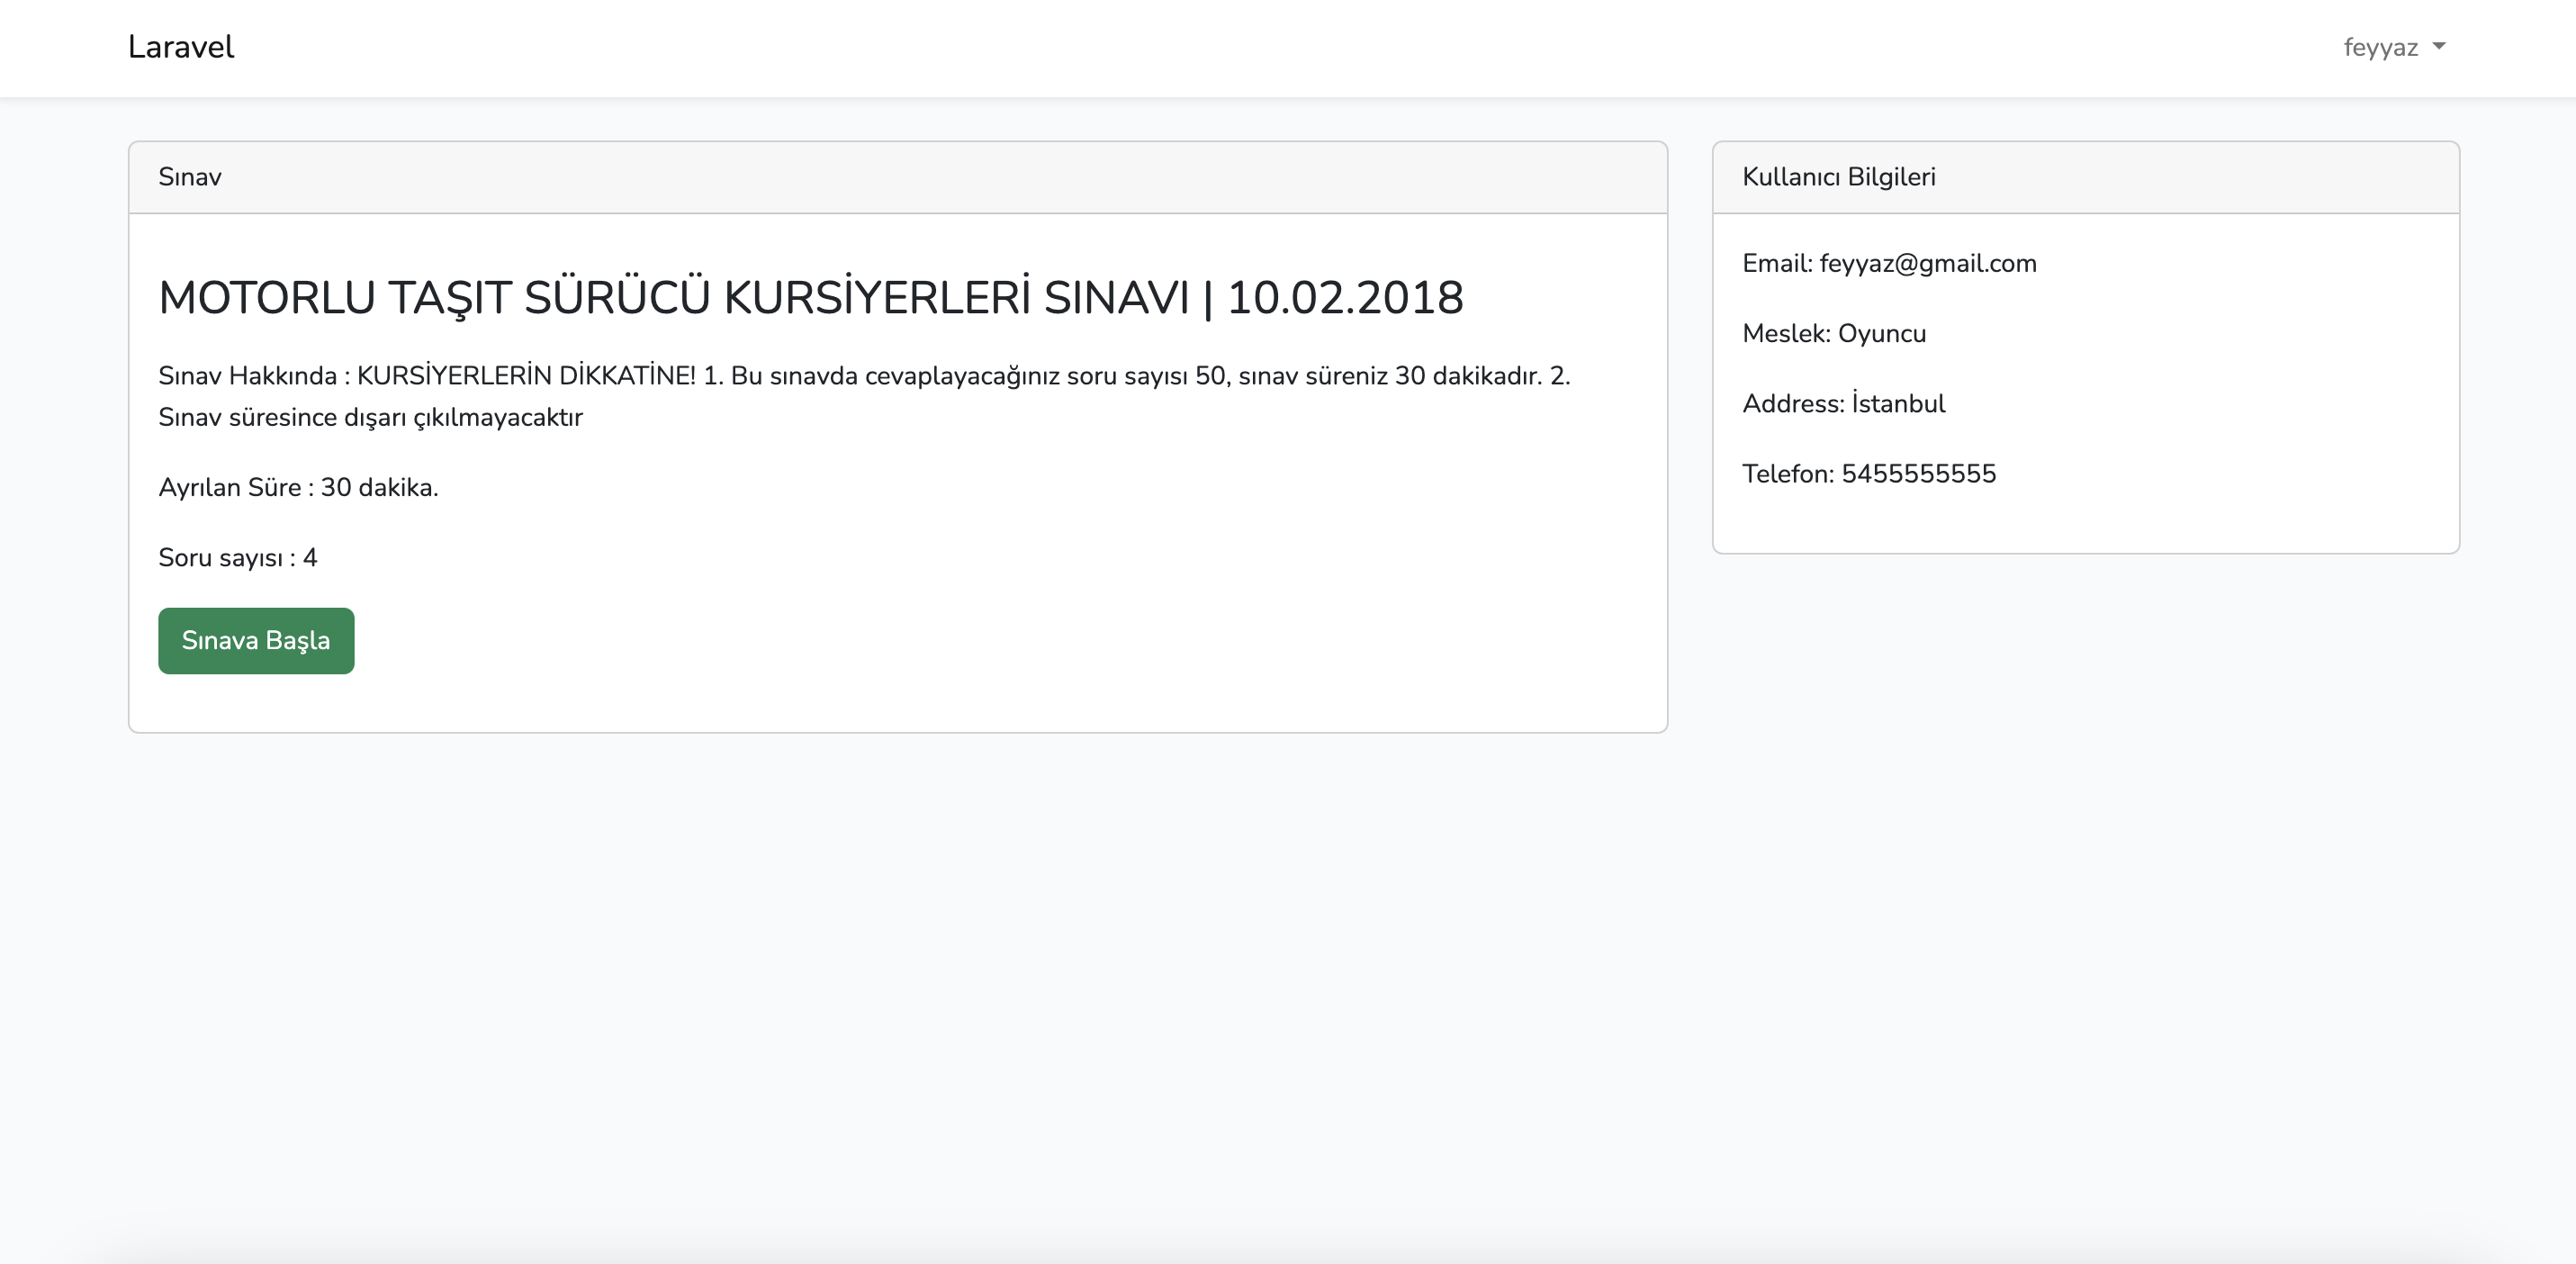 Laravel
feyyaz
Sınav
MOTORLU TAŞIT SÜRÜCÜ KURSİYERLERİ SINAVI | 10.02.2018
Sınav Hakkında : KURSİYERLERİN DİKKATİNE! 1. Bu sınavda cevaplayacağınız soru sayısı 50, sınav süreniz 30 dakikadır. 2.
Sınav süresince dışarı çıkılmayacaktır
Ayrılan Süre : 30 dakika.
Soru sayısı : 4
Sınava Başla
Kullanıcı Bilgileri
Email: feyyaz@gmail.com
Meslek: Oyuncu
Address: İstanbul
Telefon: 5455555555